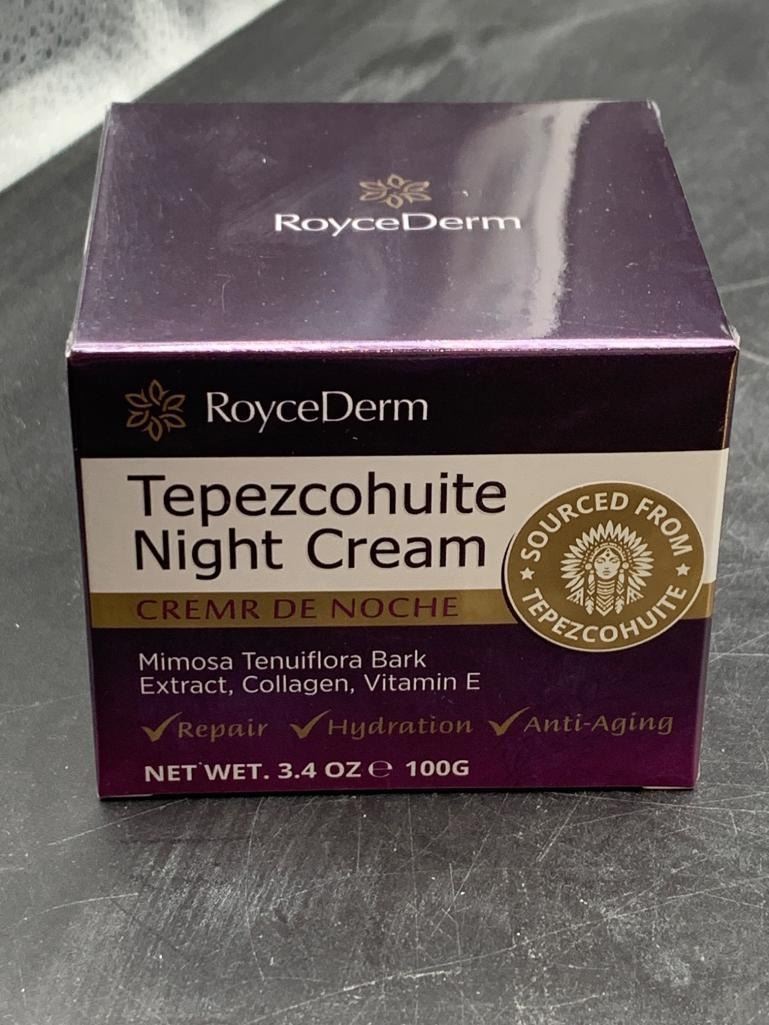 RoyceDerm
RoyceDerm
Tepezcohuite
Night Cream
CREMR DE NOCHE
SOURCED FROM
TEPEZCOHUITE
Mimosa Tenuiflora Bark
Extract, Collagen, Vitamin E
✓Repair ✓Hydration ✓Anti-Aging
NET WET. 3.4 OZ ℮ 100G